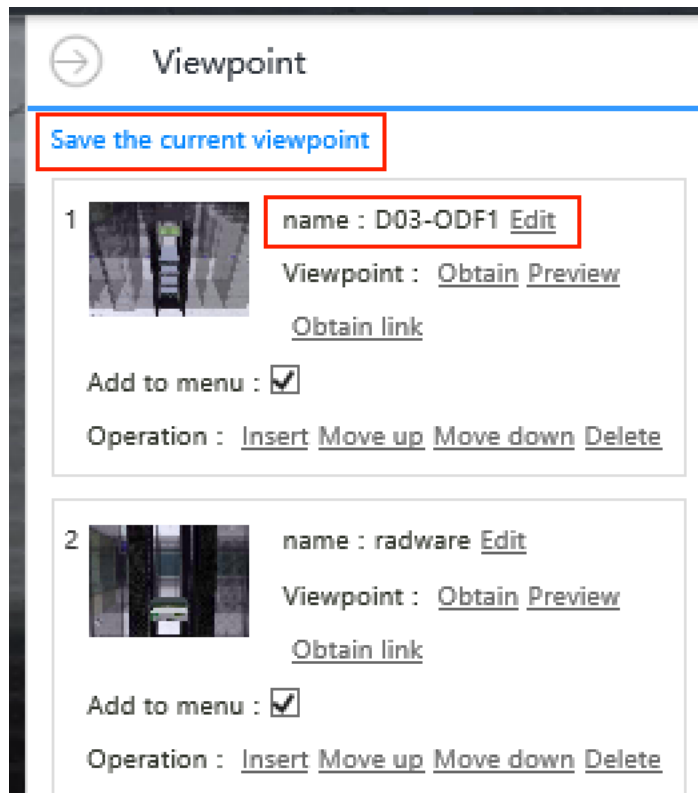 Viewpoint
Save the current viewpoint
1
name : D03-ODF1 Edit
Viewpoint : Obtain Preview
Obtain link
Add to menu :
Operation : Insert Move up Move down Delete
2
name : radware Edit
Viewpoint : Obtain Preview
Obtain link
Add to menu :
Operation : Insert Move up Move down Delete